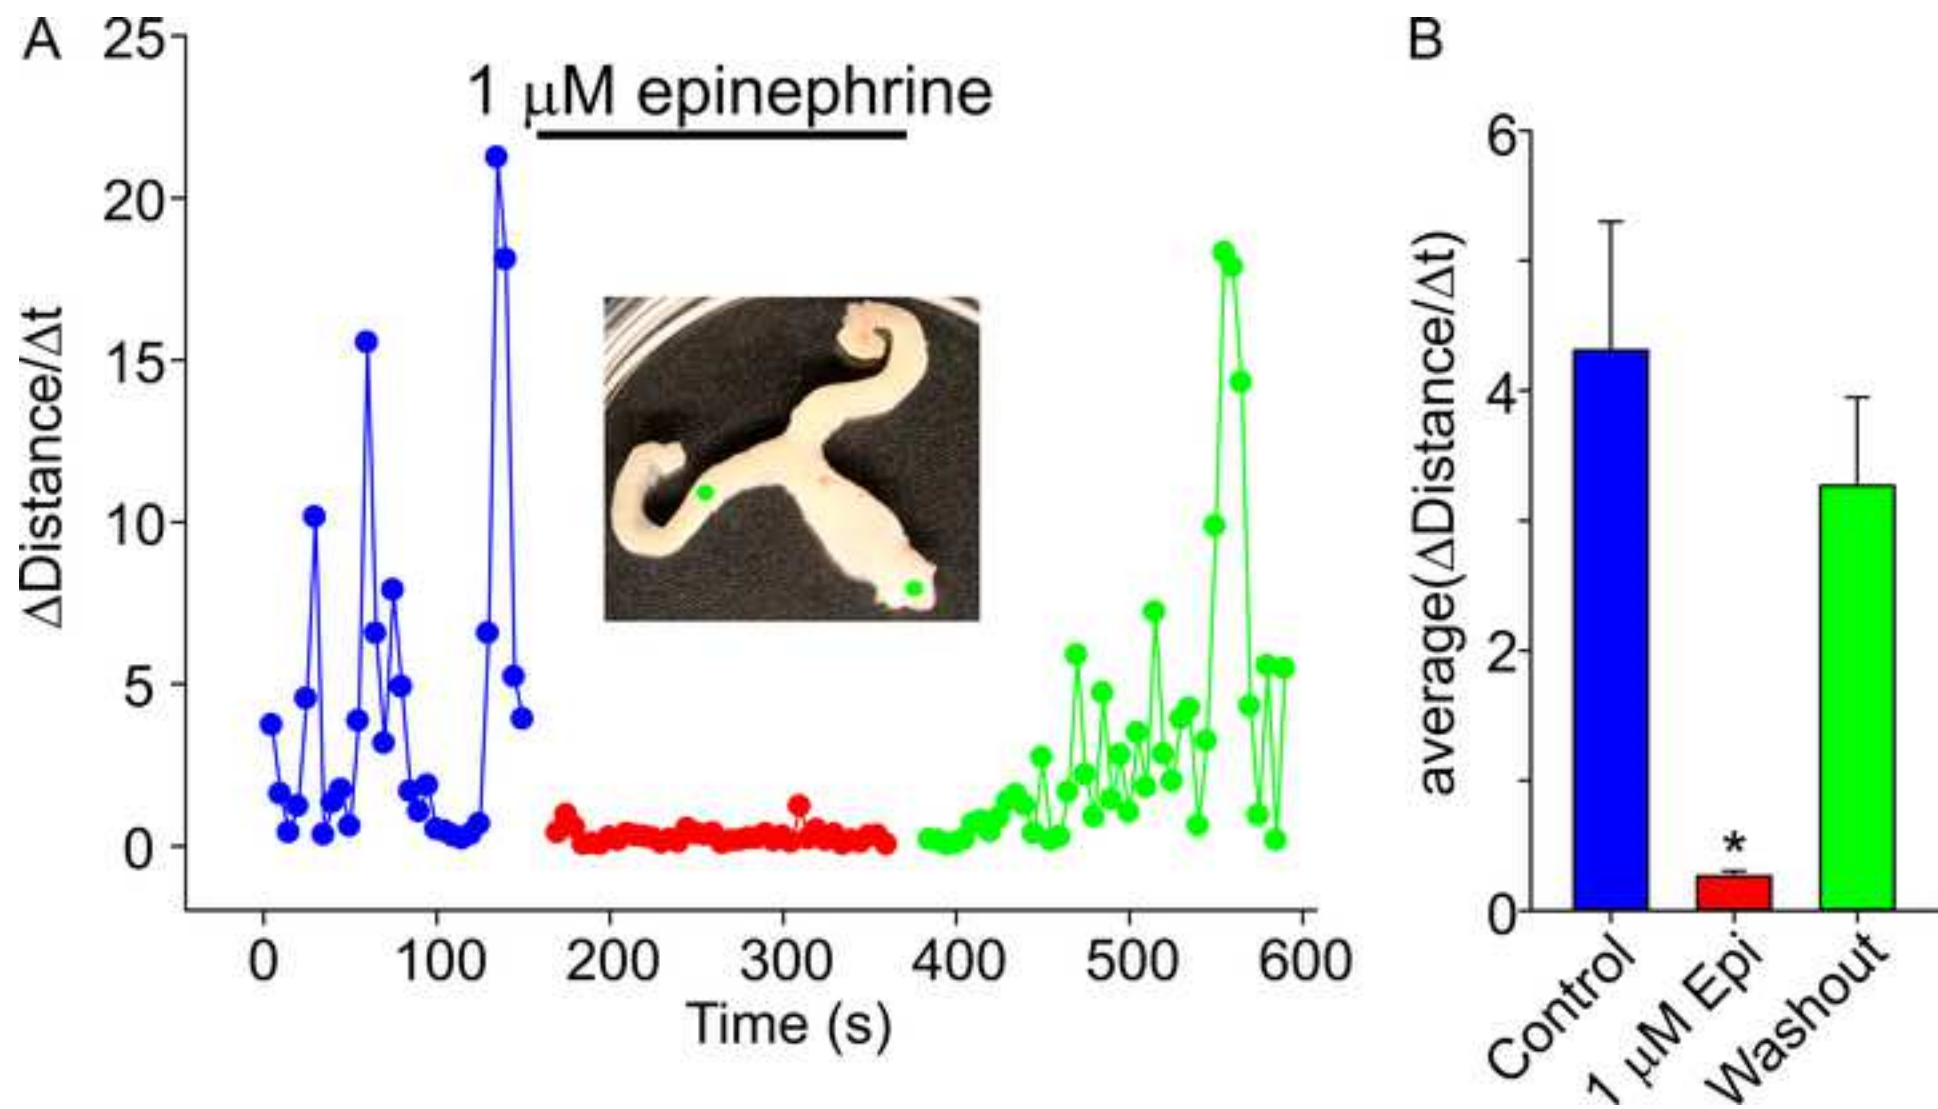 A
25
20
15
10
5
0
ΔDistance/Δt
1 μM epinephrine
0 100 200 300 400 500 600
Time (s)
B
6
4
2
0
average(ΔDistance/Δt)
*
Control
1 μM Epi
Washout